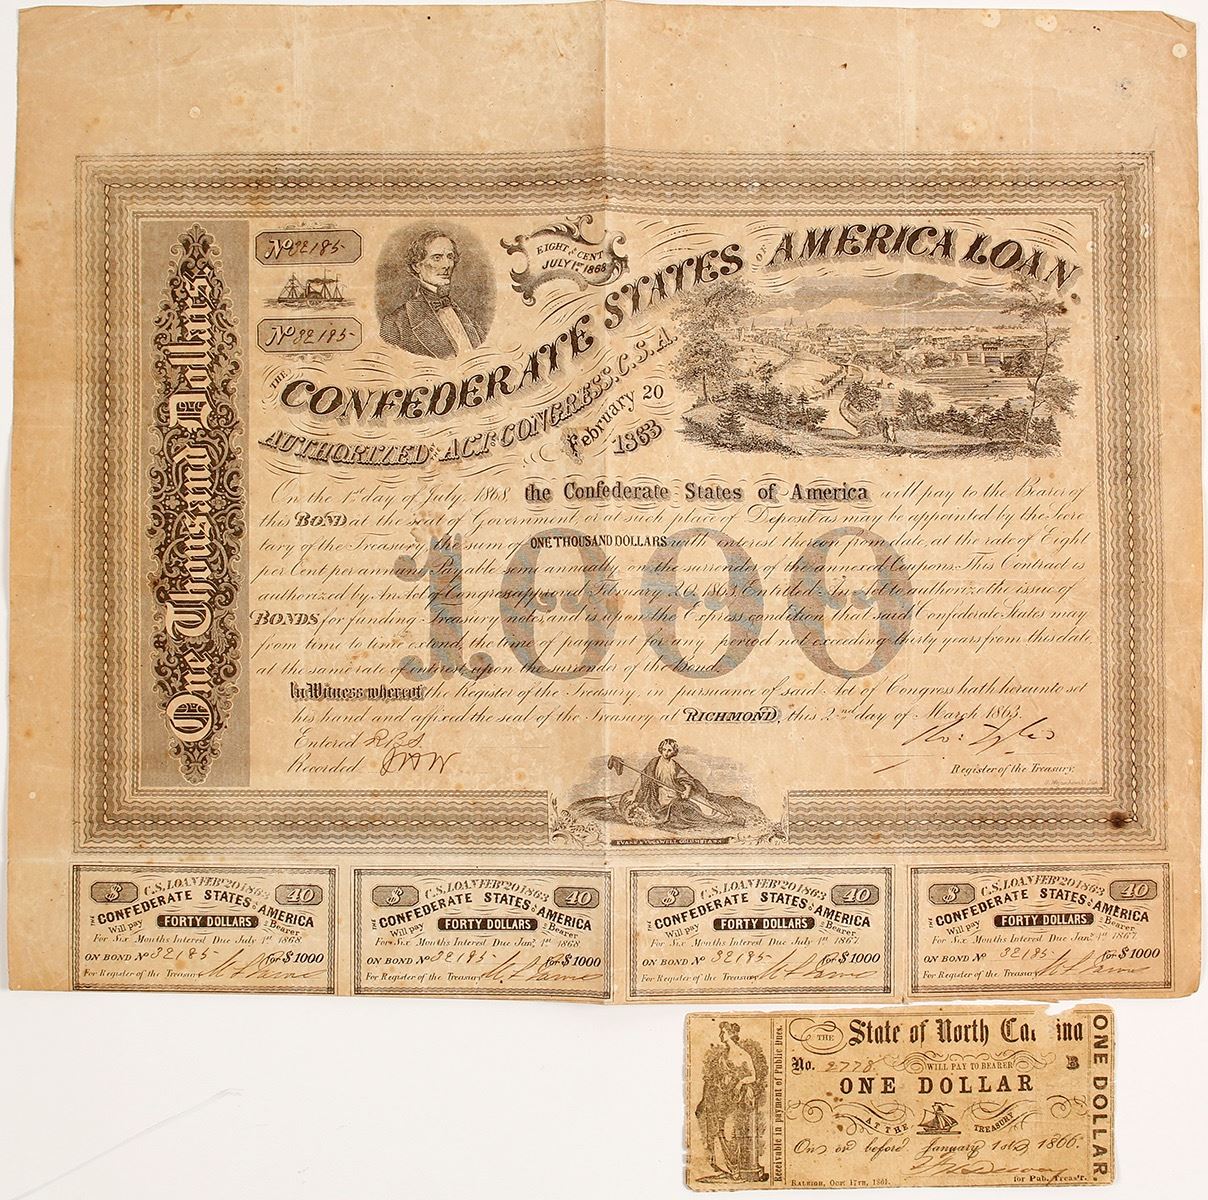 One Thousand Dollars
No 32185
No 32185
EIGHT ₱ CENT
JULY 1ST 1868
THE CONFEDERATE STATES OF AMERICA LOAN.
AUTHORIZED BY ACT OF CONGRESS, C.S.A.
February 20
1863
1000
On the 1st day of July 1868 the Confederate States of America will pay to the Bearer of
this BOND at the seat of Government, or at such place of Deposit as may be appointed by the Secre
tary of the Treasury the sum of ONE THOUSAND DOLLARS with interest thereon from date, at the rate of Eight
per Cent per annum Payable semi annually, on the surrender of the annexed Coupons. This Contract is
authorized by An Act of Congress approved February 20, 1863. Entitled An Act to authorize the issue of
BONDS for funding Treasury notes, and is upon the Express condition that said Confederate States may
from time to time extend, the time of payment for any period not exceeding thirty years from this date,
at the same rate of interest upon the surrender of the Bond.
In Witness whereof, the Register of the Treasury, in pursuance of said Act of Congress hath hereunto set
his hand and affixed the seal of the Treasury at RICHMOND, this 2nd day of March 1863.
Entered
Recorded
Ro: Tyler
Register of the Treasury.
EVANS & COGSWELL COLUMBIA S.C.
$ C.S. LOAN FEB. 20 1863 40
THE CONFEDERATE STATES OF AMERICA
Will pay FORTY DOLLARS to Bearer
For Six Months Interest Due July 1st 1868
ON BOND No 32185 for $1000
For Register of the Treasury
$ C.S. LOAN FEB. 20 1863 40
THE CONFEDERATE STATES OF AMERICA
Will pay FORTY DOLLARS to Bearer
For Six Months Interest Due Jany 1st 1868
ON BOND No 32185 for $1000
For Register of the Treasury
$ C.S. LOAN FEB. 20 1863 40
THE CONFEDERATE STATES OF AMERICA
Will pay FORTY DOLLARS to Bearer
For Six Months Interest Due July 1st 1867
ON BOND No 32185 for $1000
For Register of the Treasury
$ C.S. LOAN FEB. 20 1863 40
THE CONFEDERATE STATES OF AMERICA
Will pay FORTY DOLLARS to Bearer
For Six Months Interest Due Jany 1st 1867
ON BOND No 32185 for $1000
For Register of the Treasury
Receivable in payment of Public Dues.
THE State of North Ca ina
No. 2778. WILL PAY TO BEARER B
ONE DOLLAR
AT THE TREASURY
On or before January 1st 1866.
RALEIGH, Oct. 17th, 1861. for Pub. Treas'r.
ONE DOLLAR